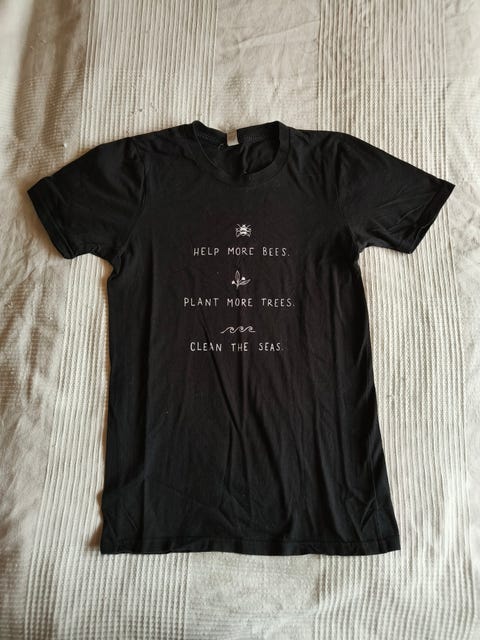 HELP MORE BEES.
PLANT MORE TREES.
CLEAN THE SEAS.